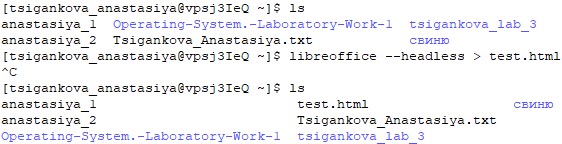 [tsigankova_anastasiya@vpsj3IeQ ~]$ ls
anastasiya_1  Operating-System.-Laboratory-Work-1  tsigankova_lab_3
anastasiya_2  Tsigankova_Anastasiya.txt            свиню
[tsigankova_anastasiya@vpsj3IeQ ~]$ libreoffice --headless > test.html
^C
[tsigankova_anastasiya@vpsj3IeQ ~]$ ls
anastasiya_1                         test.html                  свиню
anastasiya_2                         Tsigankova_Anastasiya.txt
Operating-System.-Laboratory-Work-1  tsigankova_lab_3